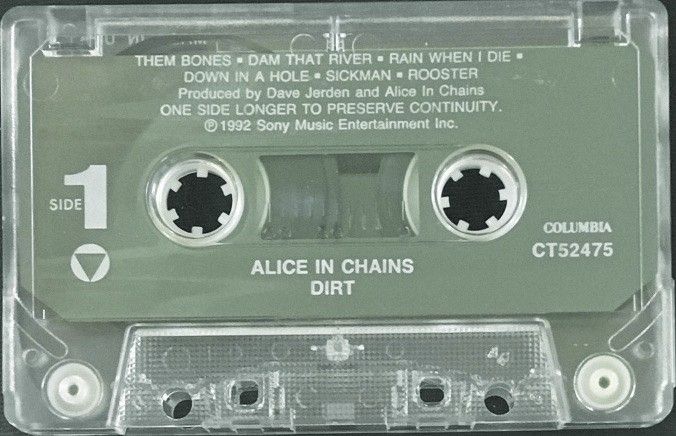 THEM BONES ▪ DAM THAT RIVER ▪ RAIN WHEN I DIE ▪
DOWN IN A HOLE ▪ SICKMAN ▪ ROOSTER
Produced by Dave Jerden and Alice In Chains
ONE SIDE LONGER TO PRESERVE CONTINUITY.
℗ 1992 Sony Music Entertainment Inc.
SIDE 1
COLUMBIA
CT52475
ALICE IN CHAINS
DIRT